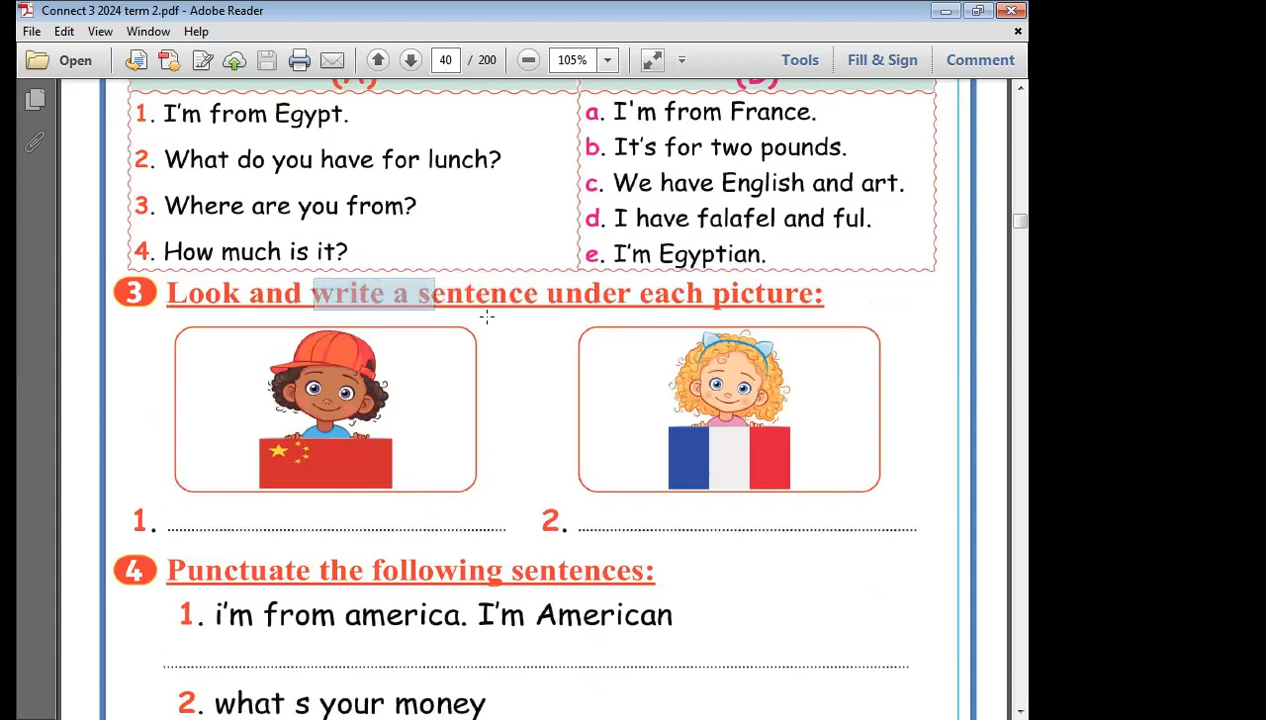 Connect 3 2024 term 2.pdf - Adobe Reader
File Edit View Window Help
Open 40 / 200 105% Tools Fill & Sign Comment
1. I'm from Egypt.
2. What do you have for lunch?
3. Where are you from?
4. How much is it?
a. I'm from France.
b. It's for two pounds.
c. We have English and art.
d. I have falafel and ful.
e. I'm Egyptian.
3 Look and write a sentence under each picture:
1. 2.
4 Punctuate the following sentences:
1. i'm from america. I'm American
2. what s your money